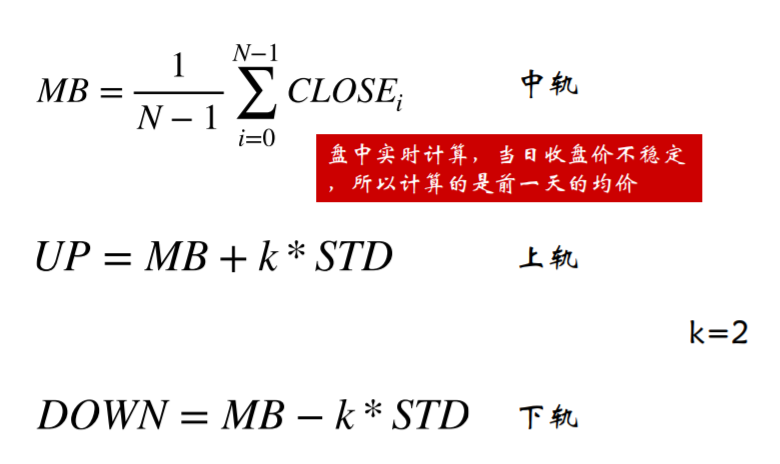 MB = \frac{1}{N-1} \sum_{i=0}^{N-1} CLOSE_i 中轨
盘中实时计算，当日收盘价不稳定
，所以计算的是前一天的均价
UP = MB + k * STD 上轨
k=2
DOWN = MB − k * STD 下轨